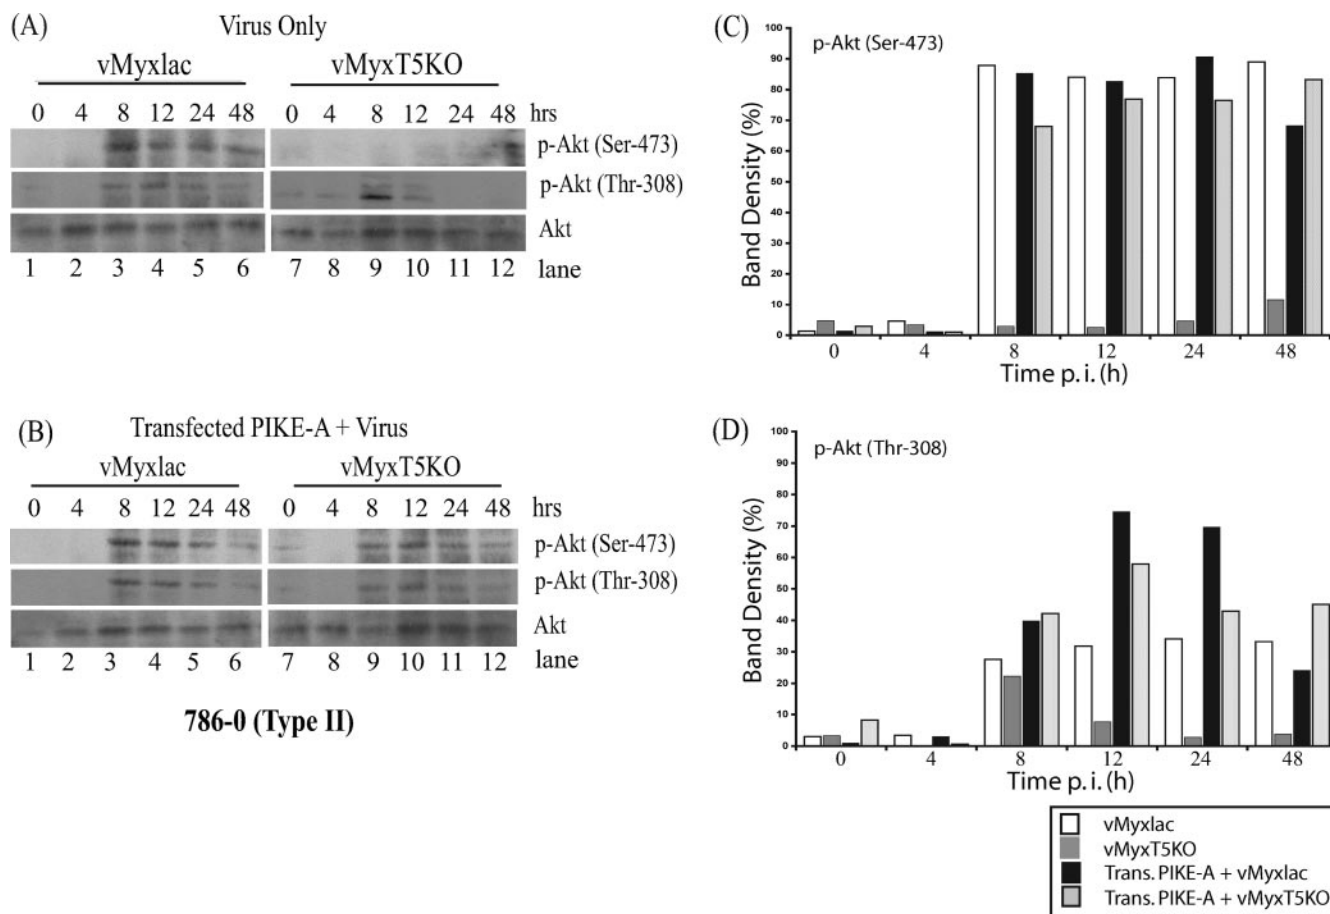 (A)
Virus Only
vMyxlac vMyxT5KO
0 4 8 12 24 48 0 4 8 12 24 48 hrs
p-Akt (Ser-473)
p-Akt (Thr-308)
Akt
1 2 3 4 5 6 7 8 9 10 11 12 lane
(B)
Transfected PIKE-A + Virus
vMyxlac vMyxT5KO
0 4 8 12 24 48 0 4 8 12 24 48 hrs
p-Akt (Ser-473)
p-Akt (Thr-308)
Akt
1 2 3 4 5 6 7 8 9 10 11 12 lane
786-0 (Type II)
(C)
p-Akt (Ser-473)
Band Density (%)
100
90
80
70
60
50
40
30
20
10
0
0 4 8 12 24 48
Time p. i. (h)
(D)
p-Akt (Thr-308)
Band Density (%)
100
90
80
70
60
50
40
30
20
10
0
0 4 8 12 24 48
Time p. i. (h)
vMyxlac
vMyxT5KO
Trans. PIKE-A + vMyxlac
Trans. PIKE-A + vMyxT5KO